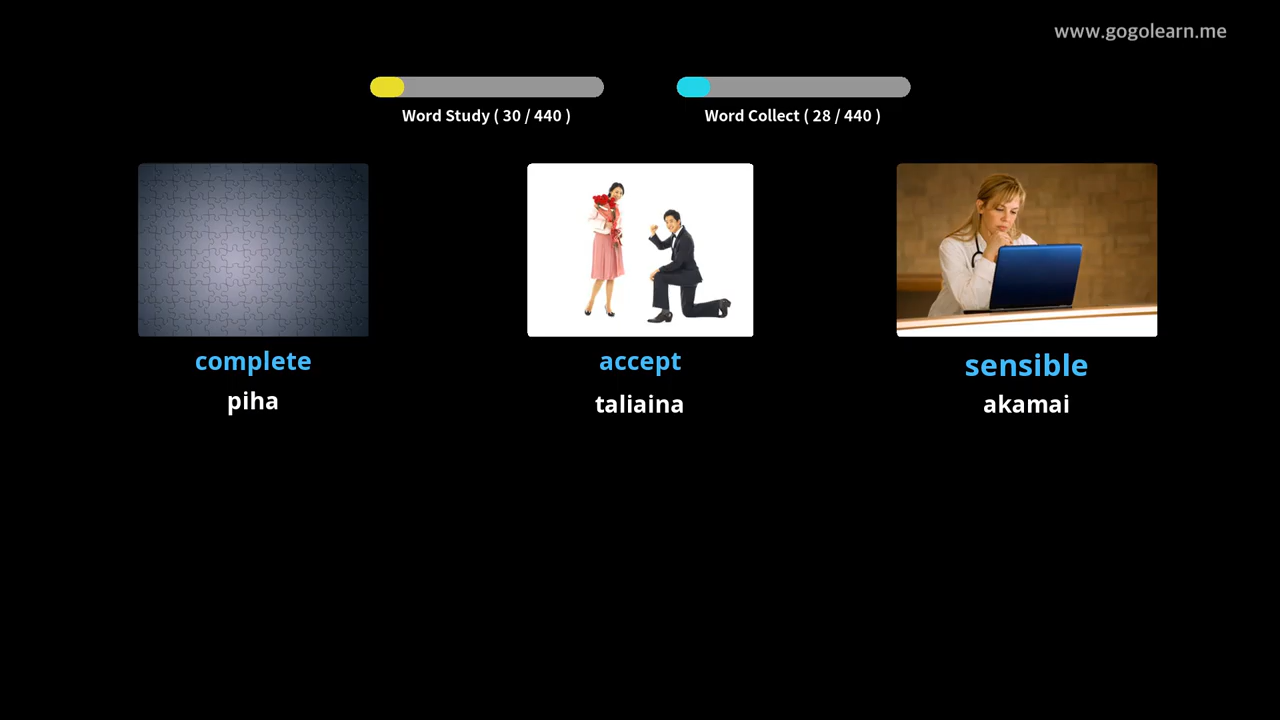 www.gogolearn.me
Word Study ( 30 / 440 )
Word Collect ( 28 / 440 )
complete
piha
accept
taliaina
sensible
akamai